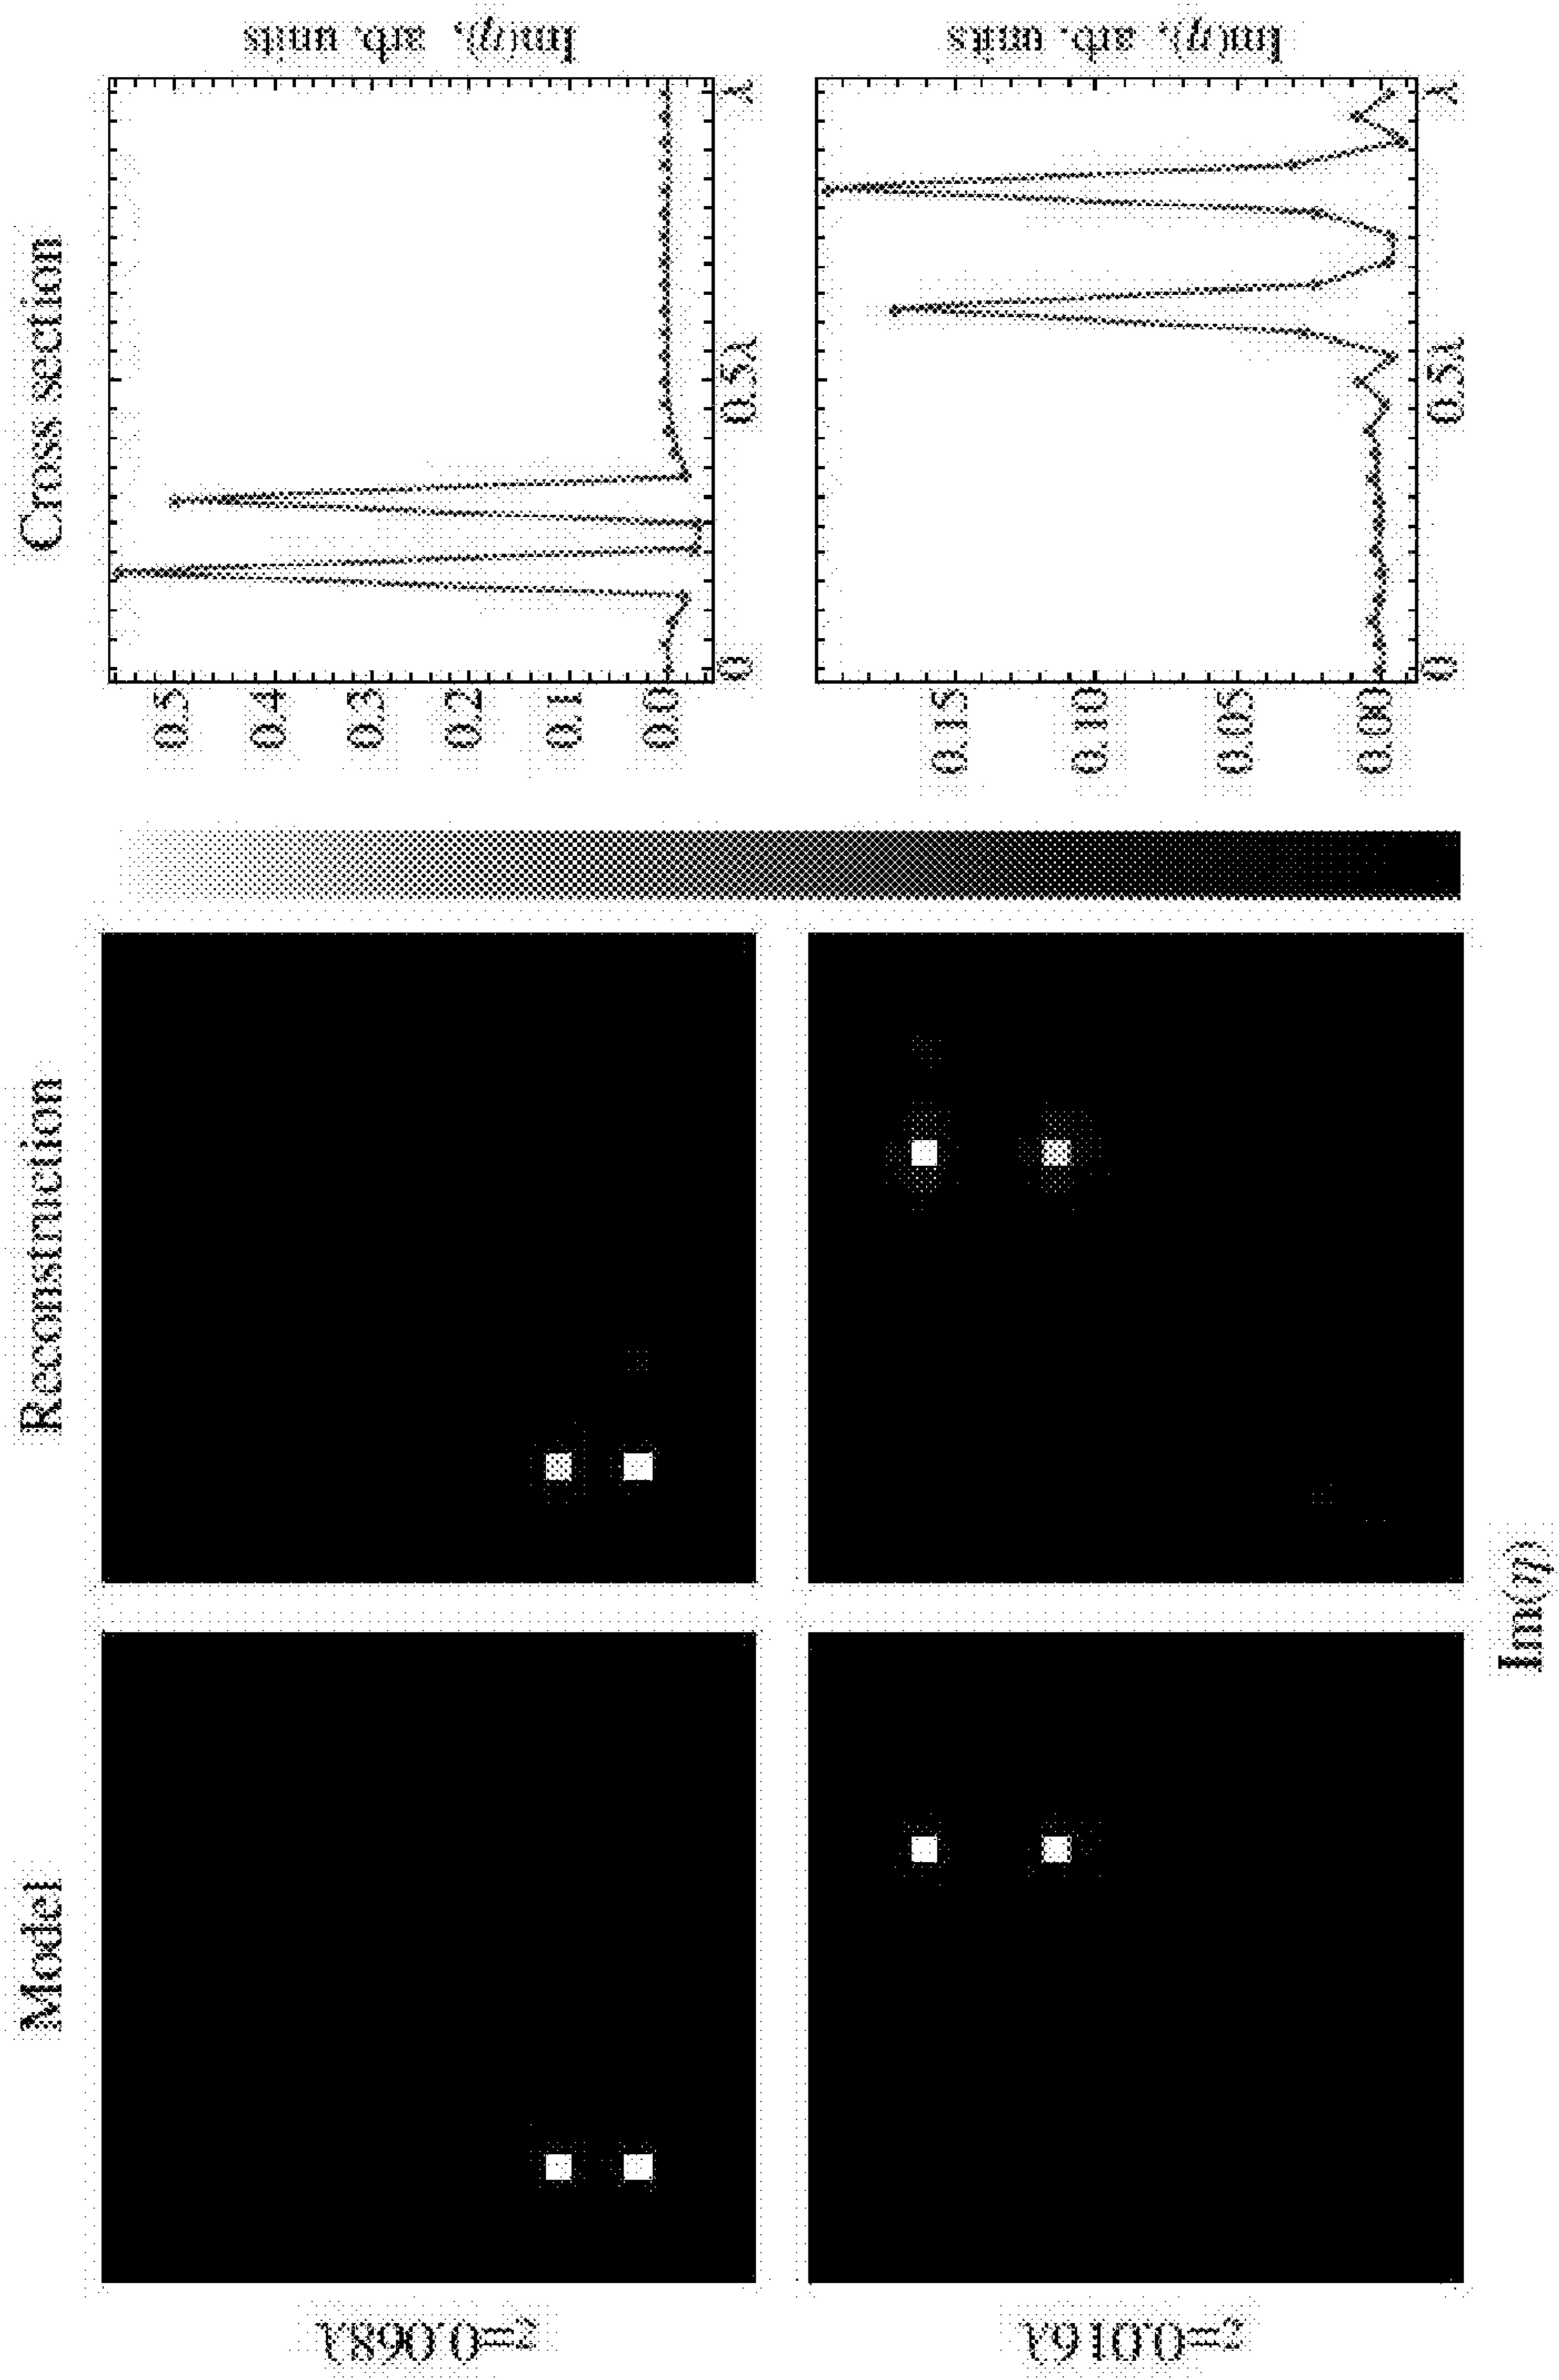 Model
Reconstruction
Cross section
z=0.068λ
0.5
0.4
0.3
0.2
0.1
0.0
0
0.5λ
λ
Im(η), arb. units
z=0.016λ
0.15
0.10
0.05
0.00
0
0.5λ
λ
Im(η), arb. units
Im(η)